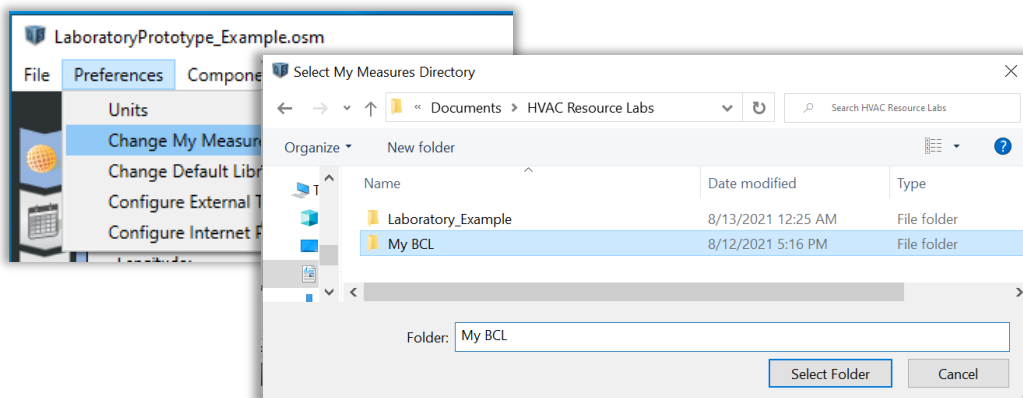 LaboratoryPrototype_Example.osm
File Preferences Compone
Units
Change My Measur
Change Default Libr
Configure External T
Configure Internet P
Select My Measures Directory
« Documents > HVAC Resource Labs
Search HVAC Resource Labs
Organize New folder
Name Date modified Type
Laboratory_Example 8/13/2021 12:25 AM File folder
My BCL 8/12/2021 5:16 PM File folder
Folder: My BCL
Select Folder Cancel